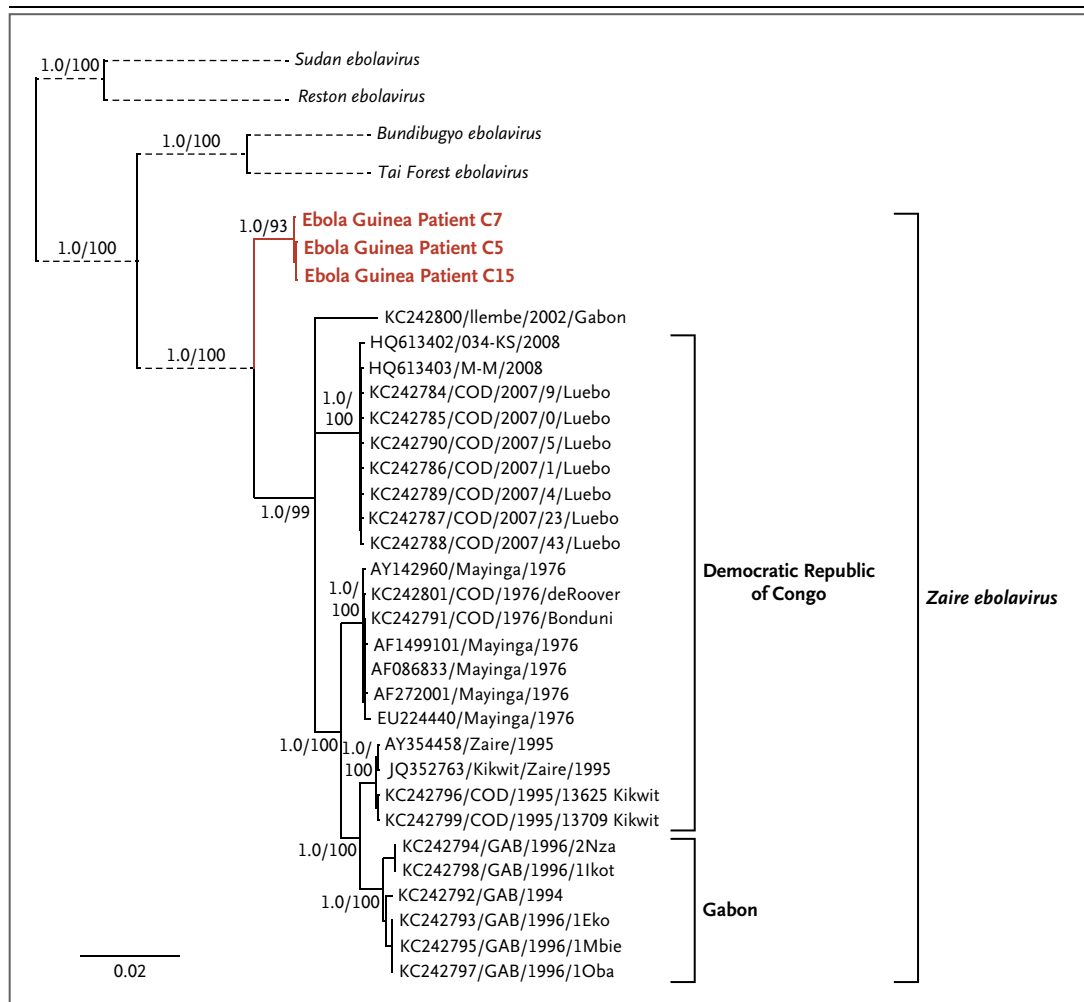 1.0/100
Sudan ebolavirus
Reston ebolavirus
1.0/100
Bundibugyo ebolavirus
Tai Forest ebolavirus
1.0/100
1.0/93
Ebola Guinea Patient C7
Ebola Guinea Patient C5
Ebola Guinea Patient C15
1.0/100
KC242800/Ilembe/2002/Gabon
HQ613402/034-KS/2008
HQ613403/M-M/2008
KC242784/COD/2007/9/Luebo
1.0/
100
KC242785/COD/2007/0/Luebo
KC242790/COD/2007/5/Luebo
KC242786/COD/2007/1/Luebo
KC242789/COD/2007/4/Luebo
KC242787/COD/2007/23/Luebo
KC242788/COD/2007/43/Luebo
1.0/99
AY142960/Mayinga/1976
KC242801/COD/1976/deRoover
1.0/
100
KC242791/COD/1976/Bonduni
AF1499101/Mayinga/1976
AF086833/Mayinga/1976
AF272001/Mayinga/1976
EU224440/Mayinga/1976
1.0/100
1.0/
100
AY354458/Zaire/1995
JQ352763/Kikwit/Zaire/1995
KC242796/COD/1995/13625 Kikwit
KC242799/COD/1995/13709 Kikwit
1.0/100
KC242794/GAB/1996/2Nza
KC242798/GAB/1996/1Ikot
1.0/100
KC242792/GAB/1994
KC242793/GAB/1996/1Eko
KC242795/GAB/1996/1Mbie
KC242797/GAB/1996/1Oba
Democratic Republic
of Congo
Gabon
Zaire ebolavirus
0.02